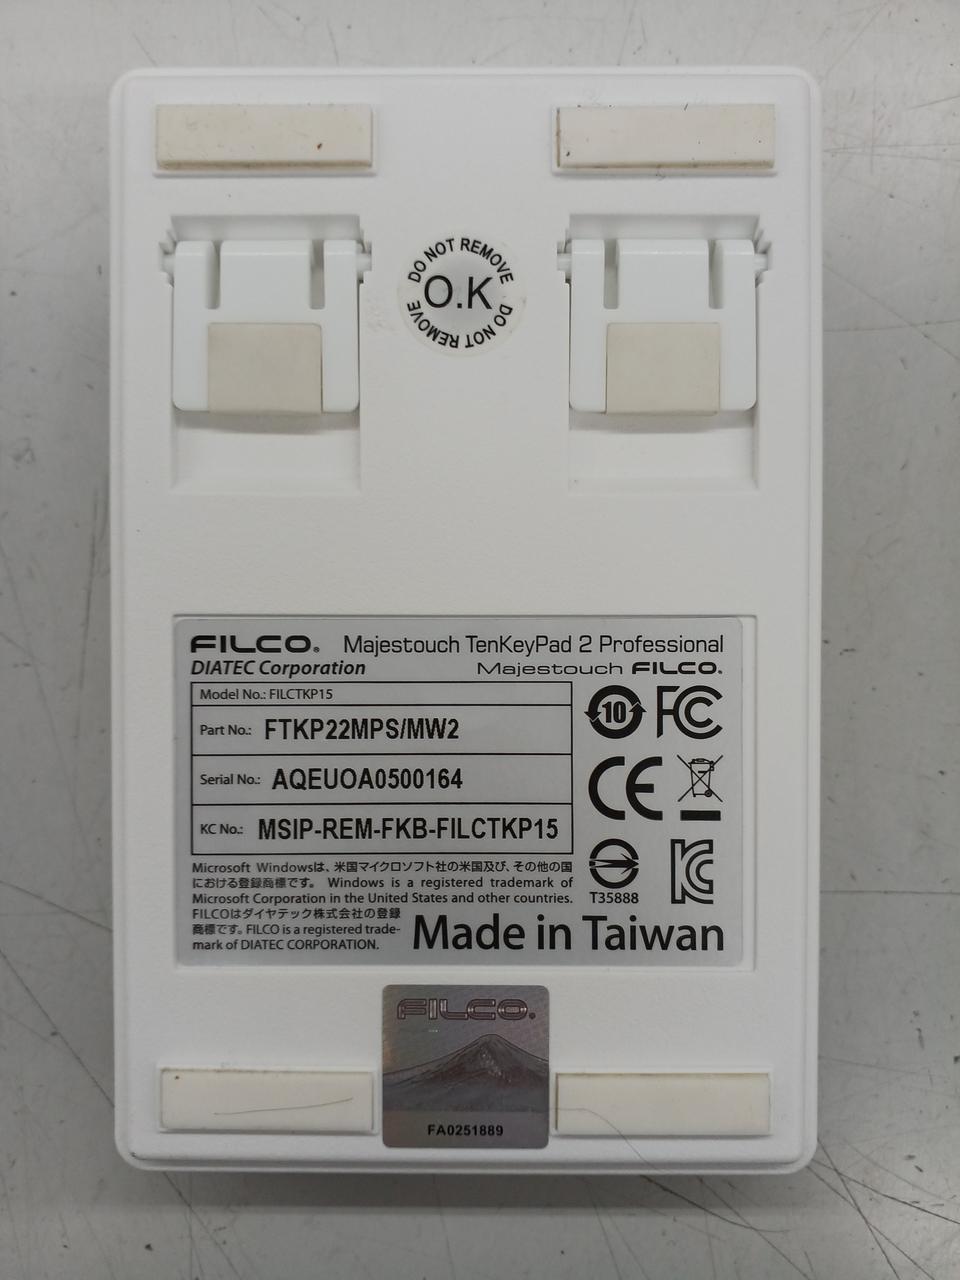 DO NOT REMOVE
O.K
DO NOT REMOVE
FILCO. Majestouch TenKeyPad 2 Professional
DIATEC Corporation Majestouch FILCO.
Model No.: FILCTKP15
Part No.: FTKP22MPS/MW2
Serial No.: AQEUOA0500164
KC No.: MSIP-REM-FKB-FILCTKP15
10 FC
CE
T35888
KC
Microsoft Windowsは、米国マイクロソフト社の米国及び、その他の国
における登録商標です。 Windows is a registered trademark of
Microsoft Corporation in the United States and other countries.
FILCOはダイヤテック株式会社の登録
商標です。FILCO is a registered trade-
mark of DIATEC CORPORATION.
Made in Taiwan
FILCO.
FA0251889